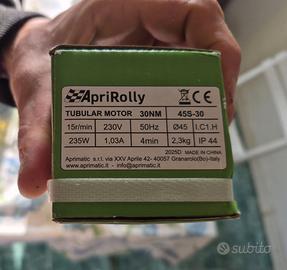 ApriRolly
TUBULAR MOTOR 30NM 45S-30
15r/min 230V 50Hz Ø45 I.C1.H
235W 1,03A 4min 2,3kg IP 44
Aprimatic s.r.l via XXV Aprile 42- 40057 Granarolo(Bo)-Italy
www.aprimatic.it - info@aprimatic.it
2025D MADE IN CHINA
subito